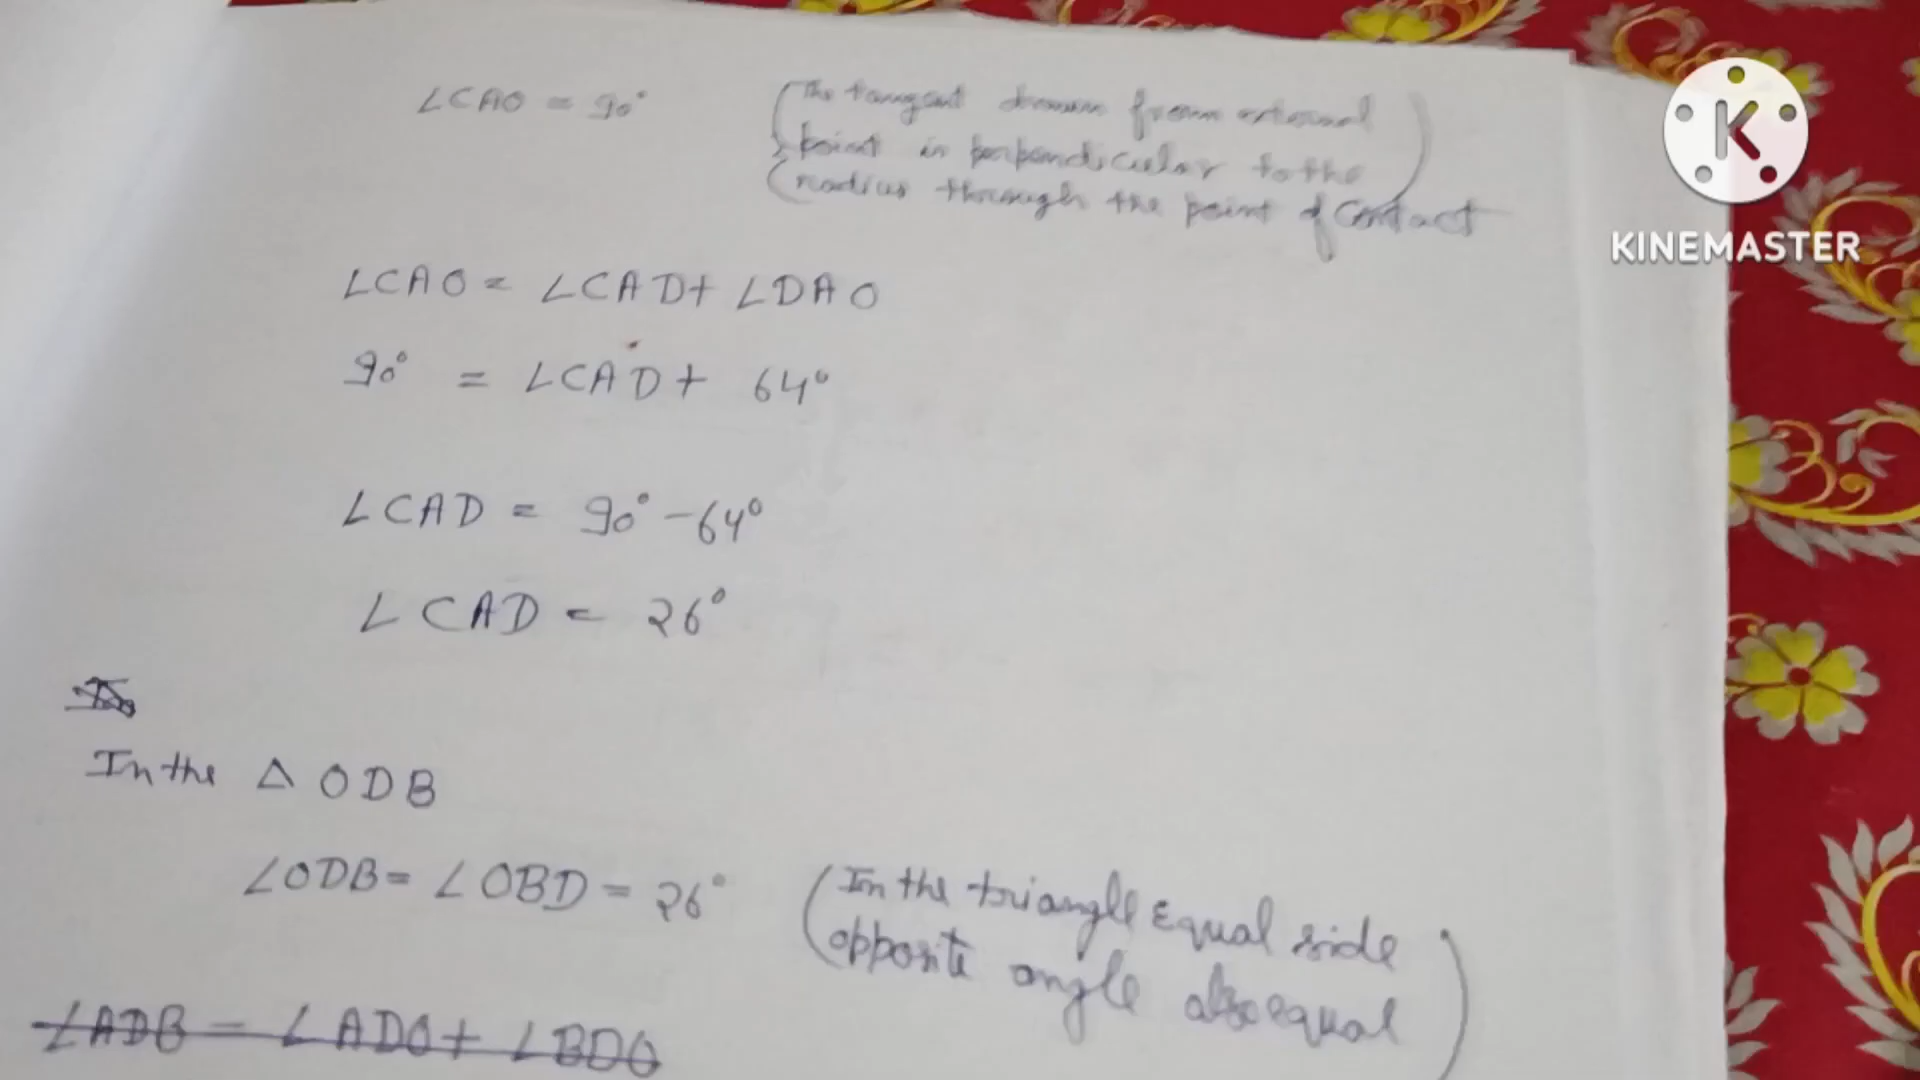 ∠CAO = 90° (The tangent drawn from external
point is perpendicular to the
radius through the point of Contact
KINEMASTER
∠CAO = ∠CAD + ∠DAO
90° = ∠CAD + 64°
∠CAD = 90° - 64°
∠CAD = 26°
In the △ ODB
∠ODB = ∠OBD = 26° (In the triangle Equal side
opposite angle also equal)
∠ADB = ∠ADO + ∠BDO